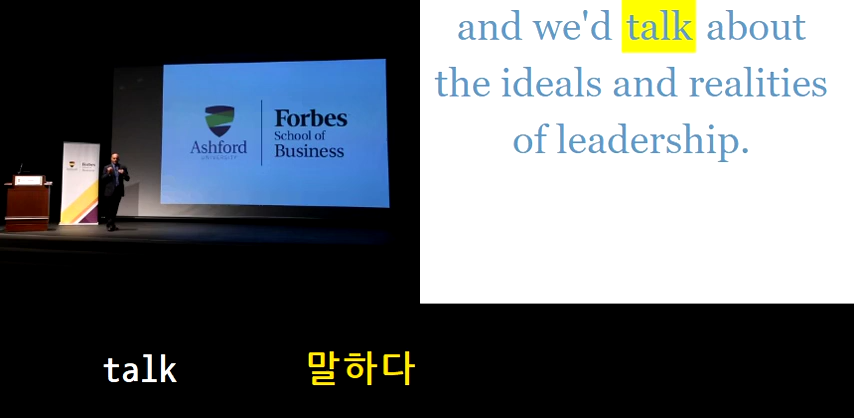 Ashford
UNIVERSITY
Forbes
School of
Business
and we'd talk about
the ideals and realities
of leadership.
talk 말하다